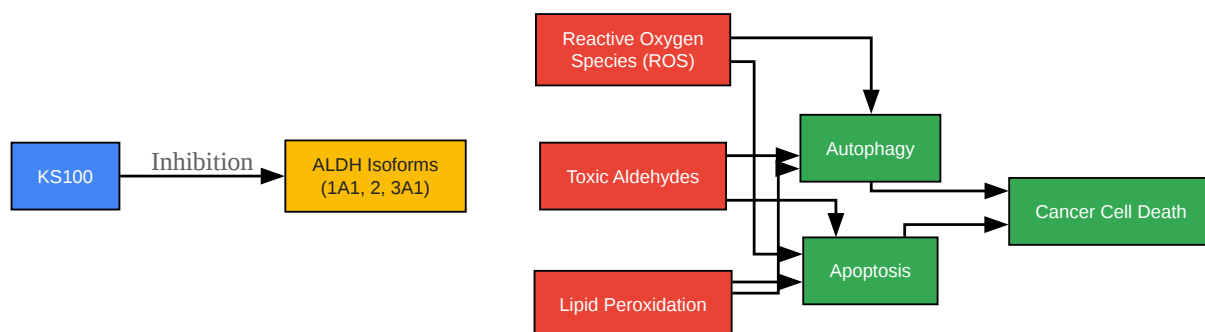 KS100
Inhibition
ALDH Isoforms
(1A1, 2, 3A1)
Reactive Oxygen
Species (ROS)
Toxic Aldehydes
Lipid Peroxidation
Autophagy
Apoptosis
Cancer Cell Death